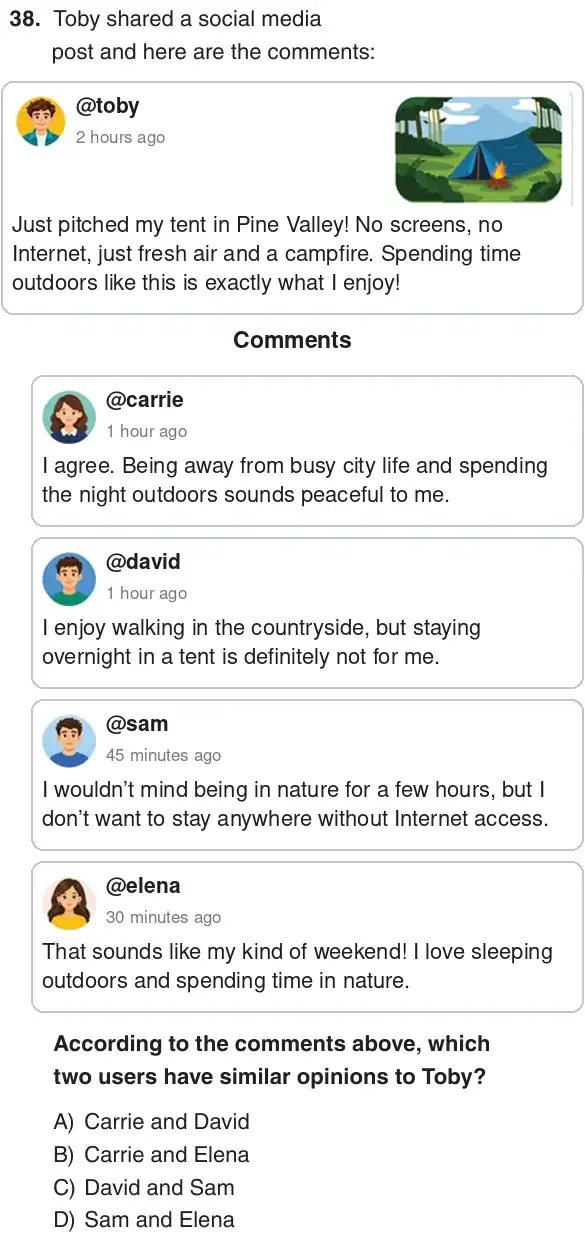 38. Toby shared a social media
post and here are the comments:
@toby
2 hours ago
Just pitched my tent in Pine Valley! No screens, no
Internet, just fresh air and a campfire. Spending time
outdoors like this is exactly what I enjoy!
Comments
@carrie
1 hour ago
I agree. Being away from busy city life and spending
the night outdoors sounds peaceful to me.
@david
1 hour ago
I enjoy walking in the countryside, but staying
overnight in a tent is definitely not for me.
@sam
45 minutes ago
I wouldn't mind being in nature for a few hours, but I
don't want to stay anywhere without Internet access.
@elena
30 minutes ago
That sounds like my kind of weekend! I love sleeping
outdoors and spending time in nature.
According to the comments above, which
two users have similar opinions to Toby?
A) Carrie and David
B) Carrie and Elena
C) David and Sam
D) Sam and Elena